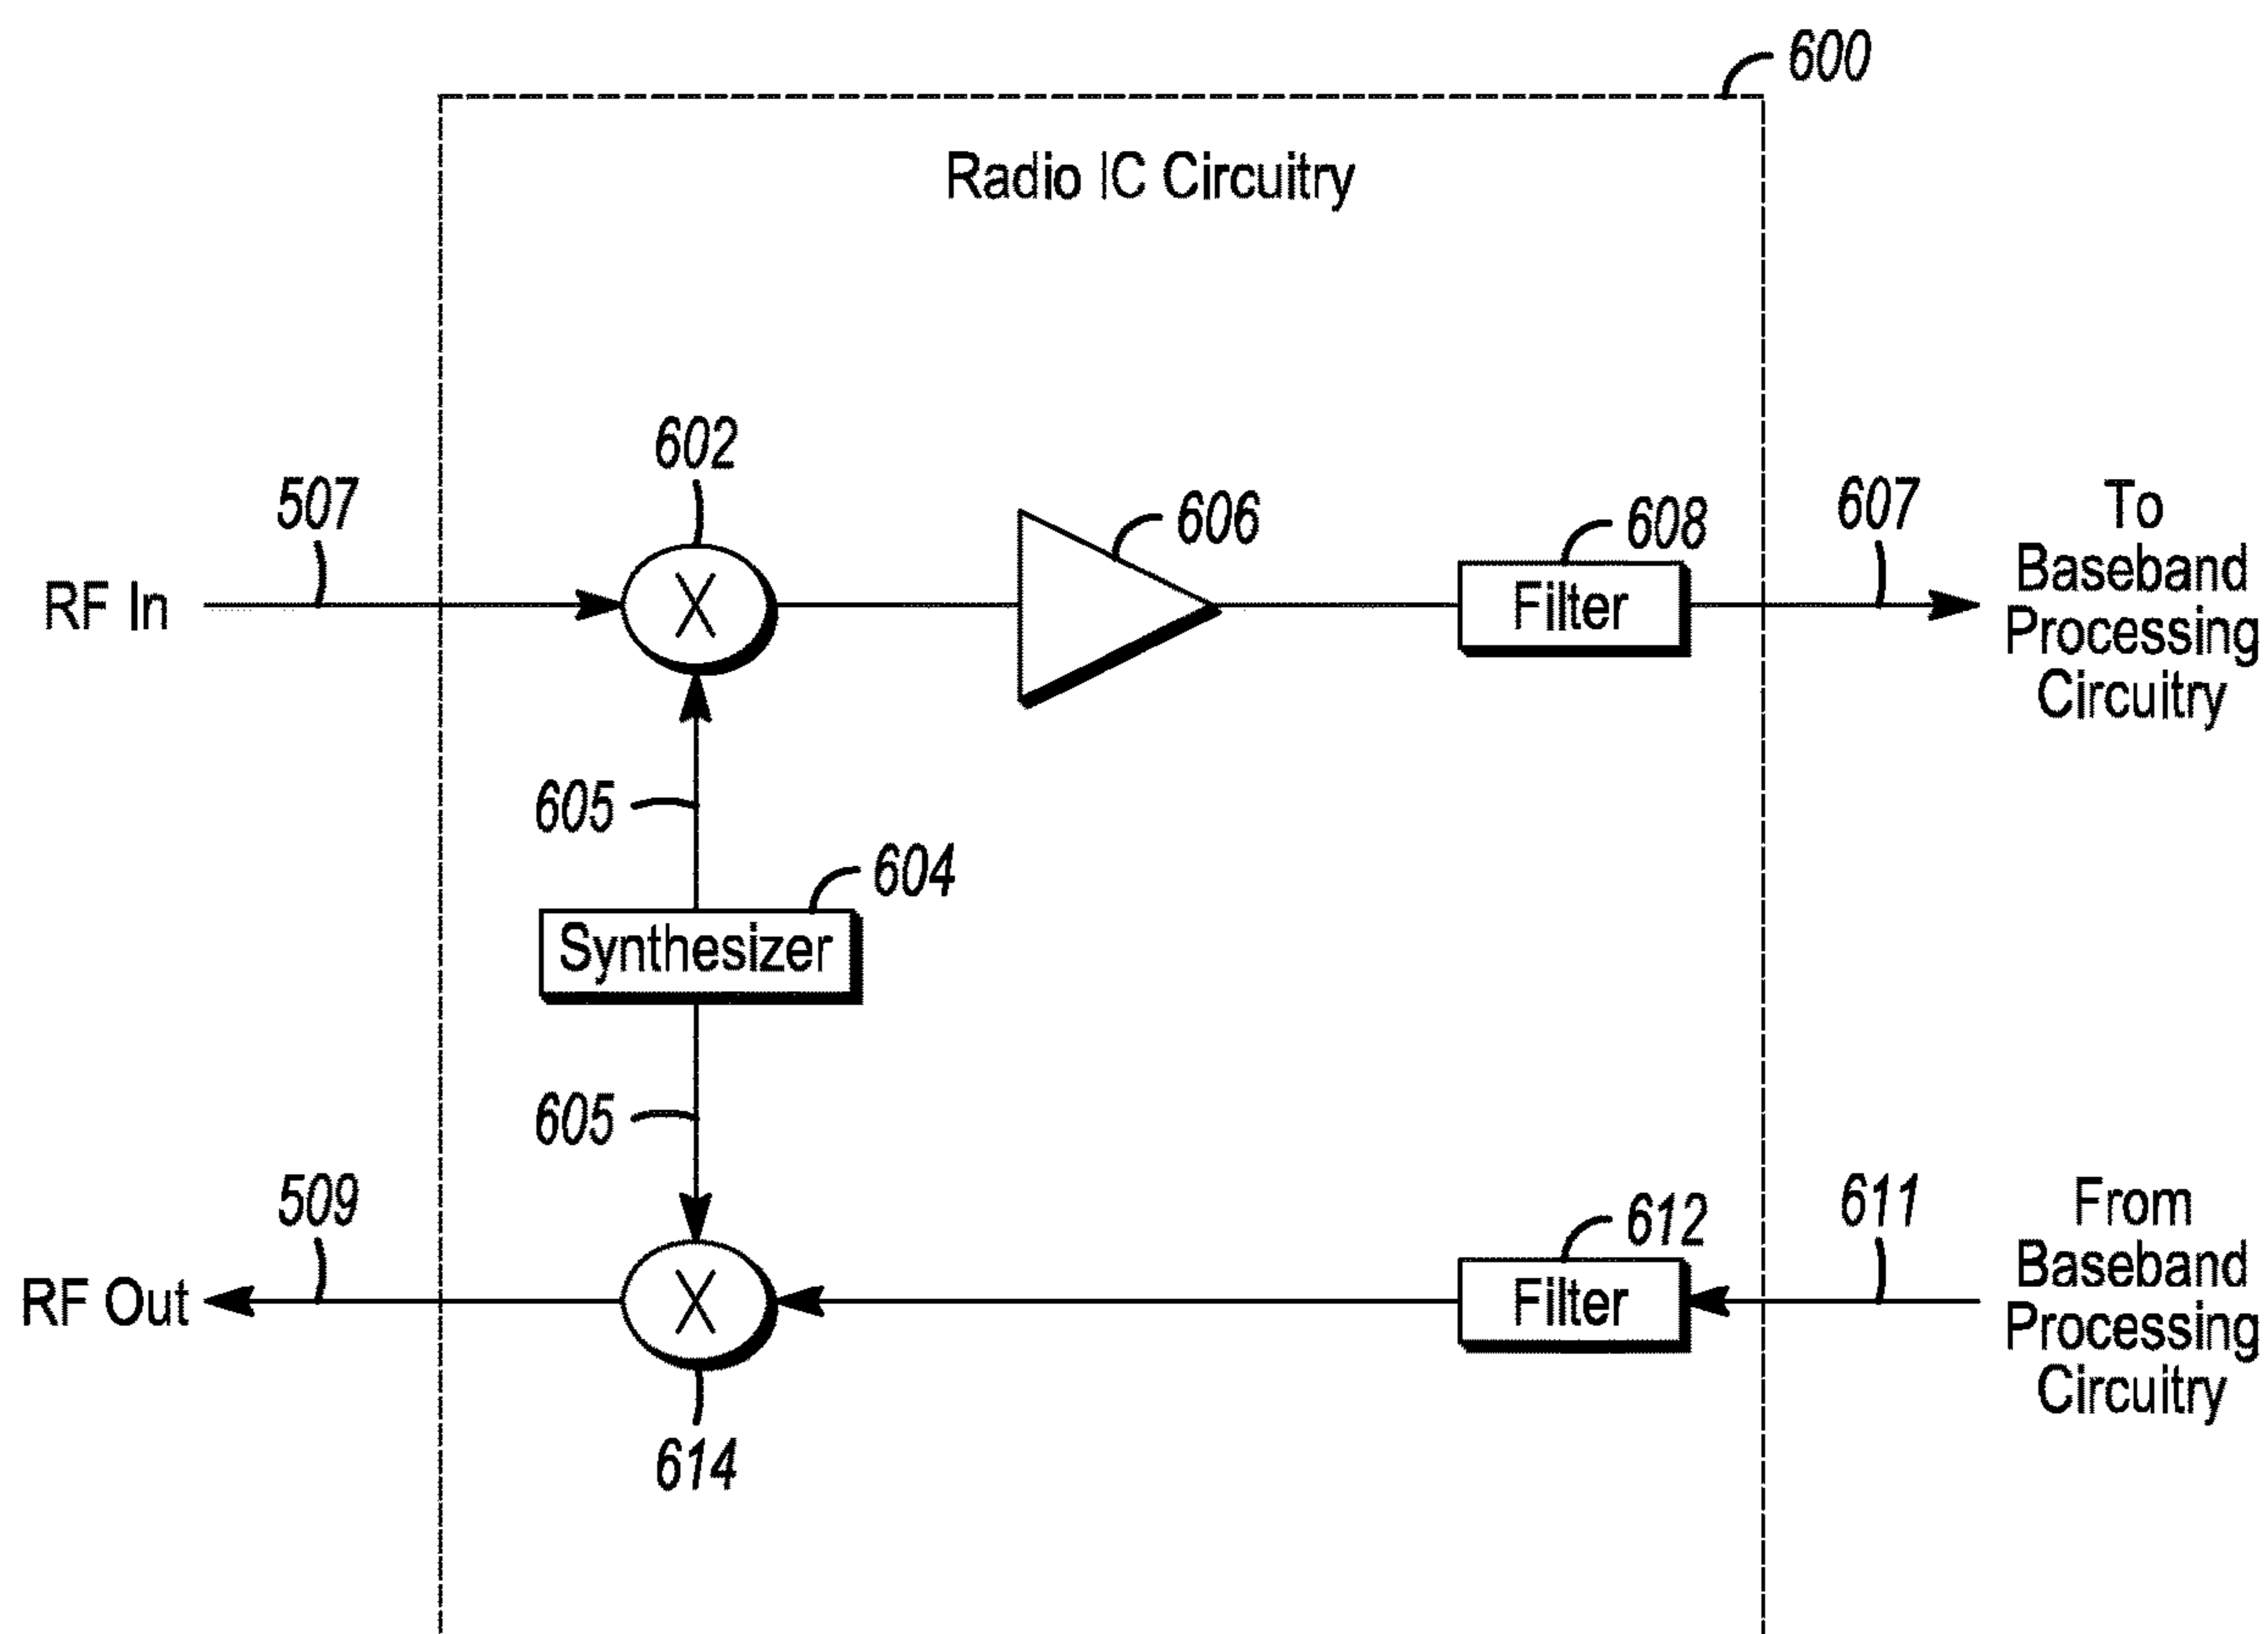 600
Radio IC Circuitry
602
507
606
608
607
To
Baseband
Processing
Circuitry
RF In
X
Filter
605
604
Synthesizer
605
509
612
611
From
Baseband
Processing
Circuitry
RF Out
X
Filter
614